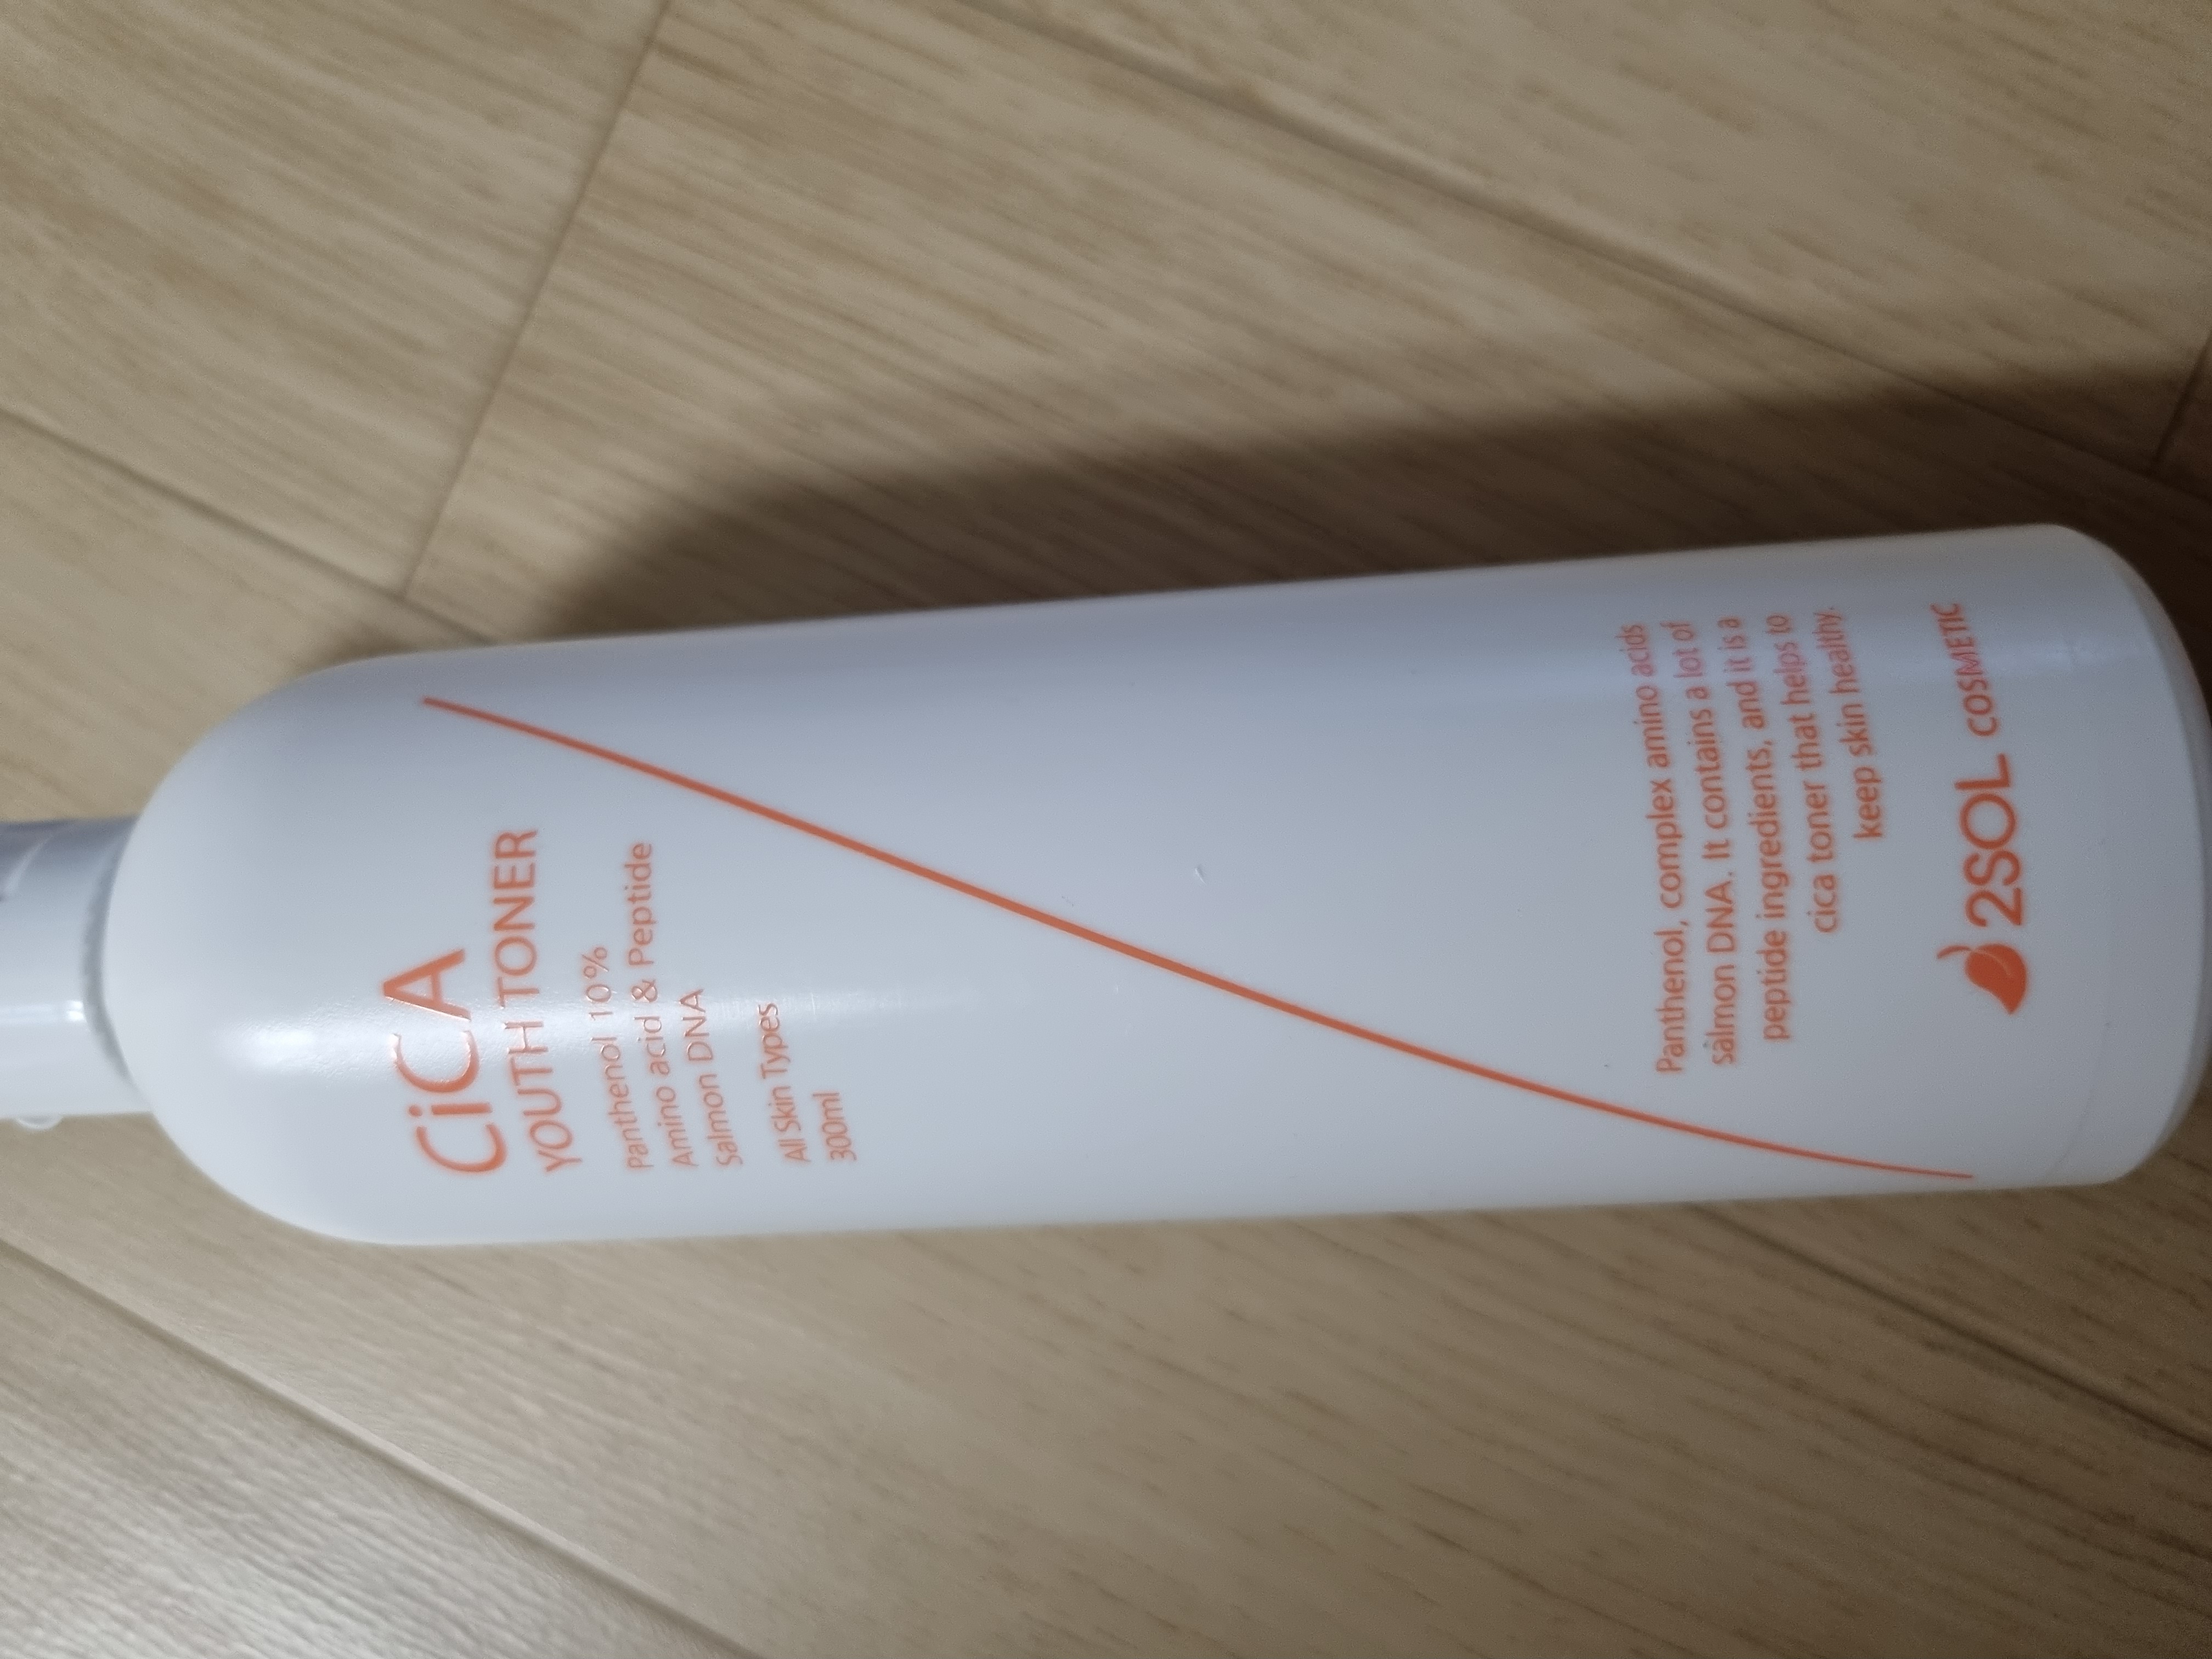 CiCA
YOUTH TONER
Panthenol 10%
Amino acid & Peptide
Salmon DNA
All Skin Types
300ml
Panthenol, complex amino acids
salmon DNA. It contains a lot of
peptide ingredients, and it is a
cica toner that helps to
keep skin healthy.
2SOL COSMETIC